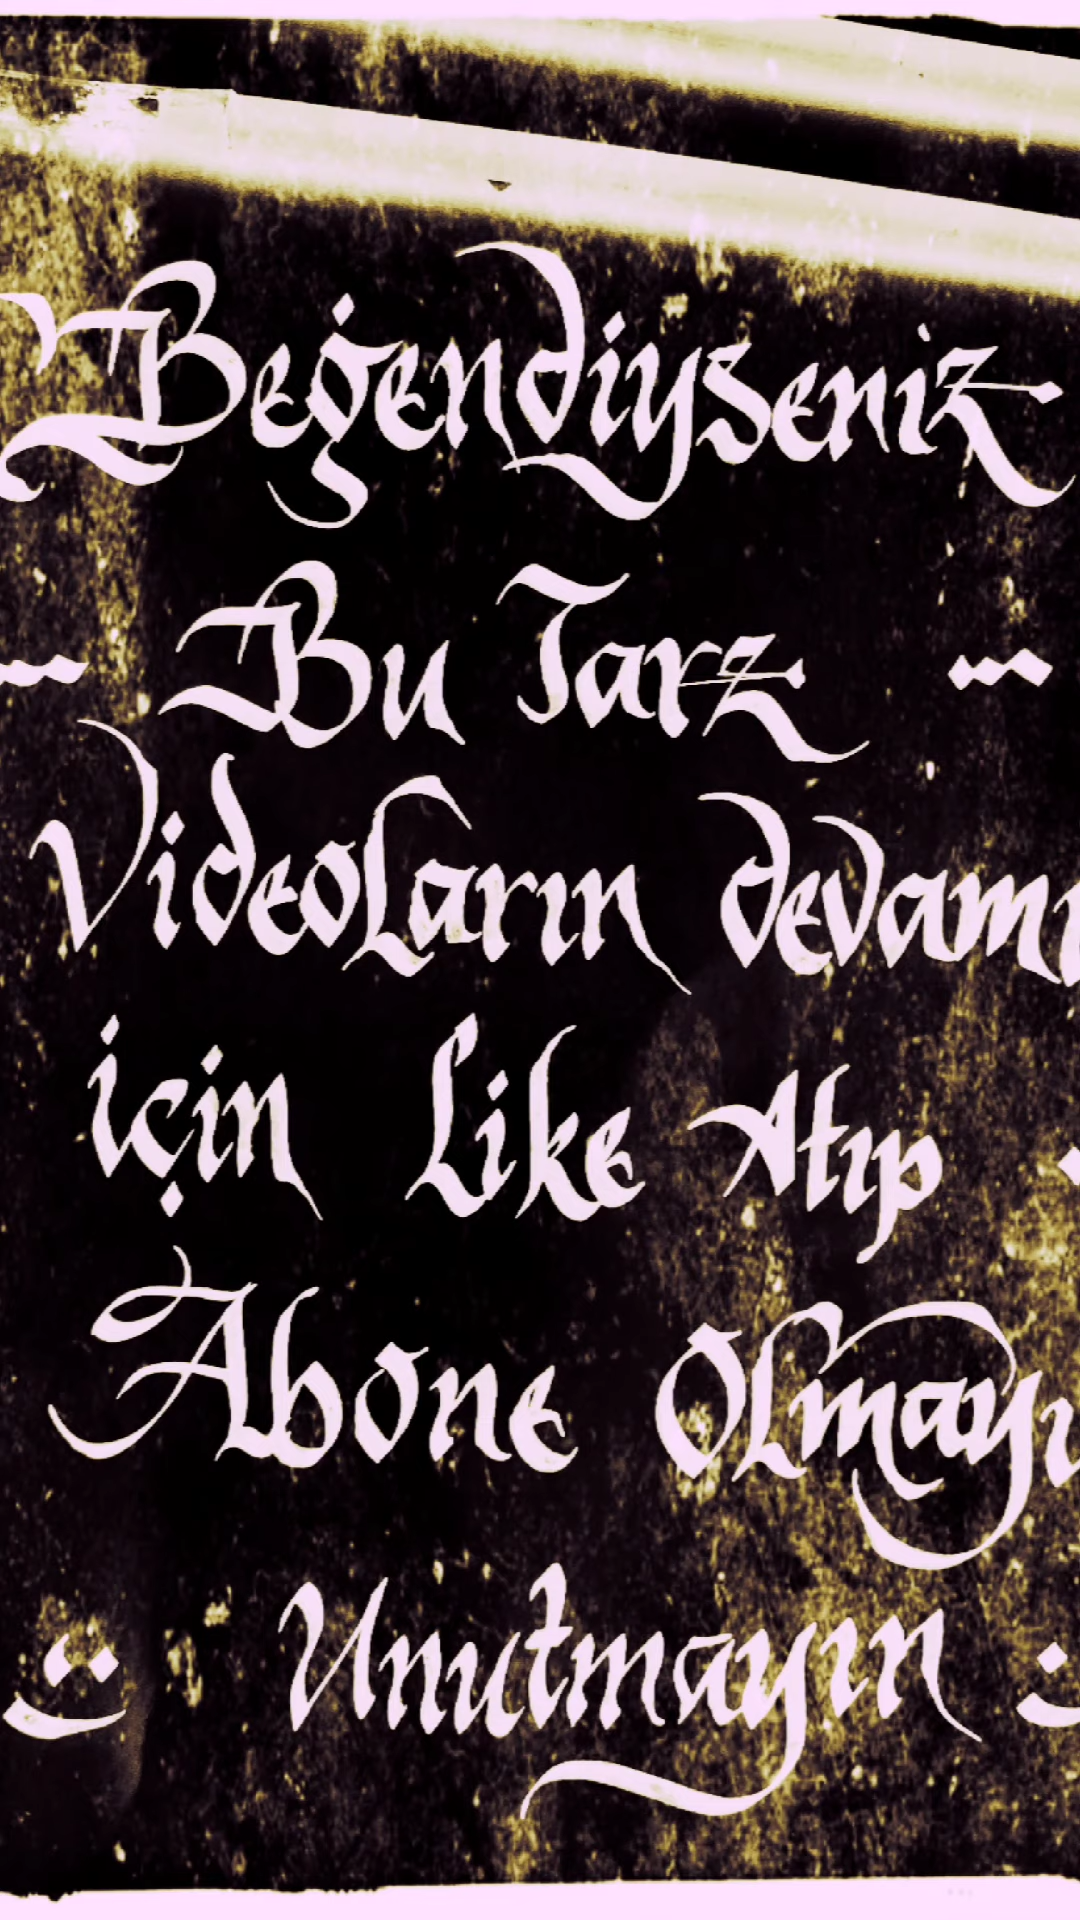 Beğendiyseniz
Bu Tarz
Videoların devamı
için Like Atıp
Abone Olmayı
Unutmayın